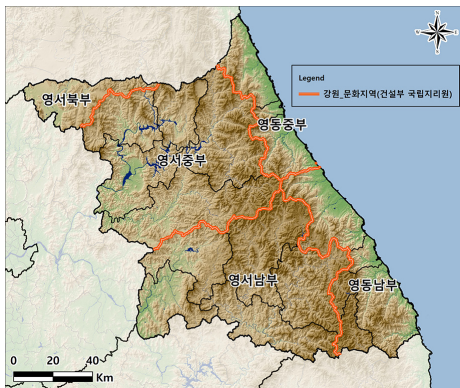 N
W
E
S
Legend
강원_문화지역(건설부 국립지리원)
영서북부
영동중부
영서중부
영서남부
영동남부
0 20 40
Km